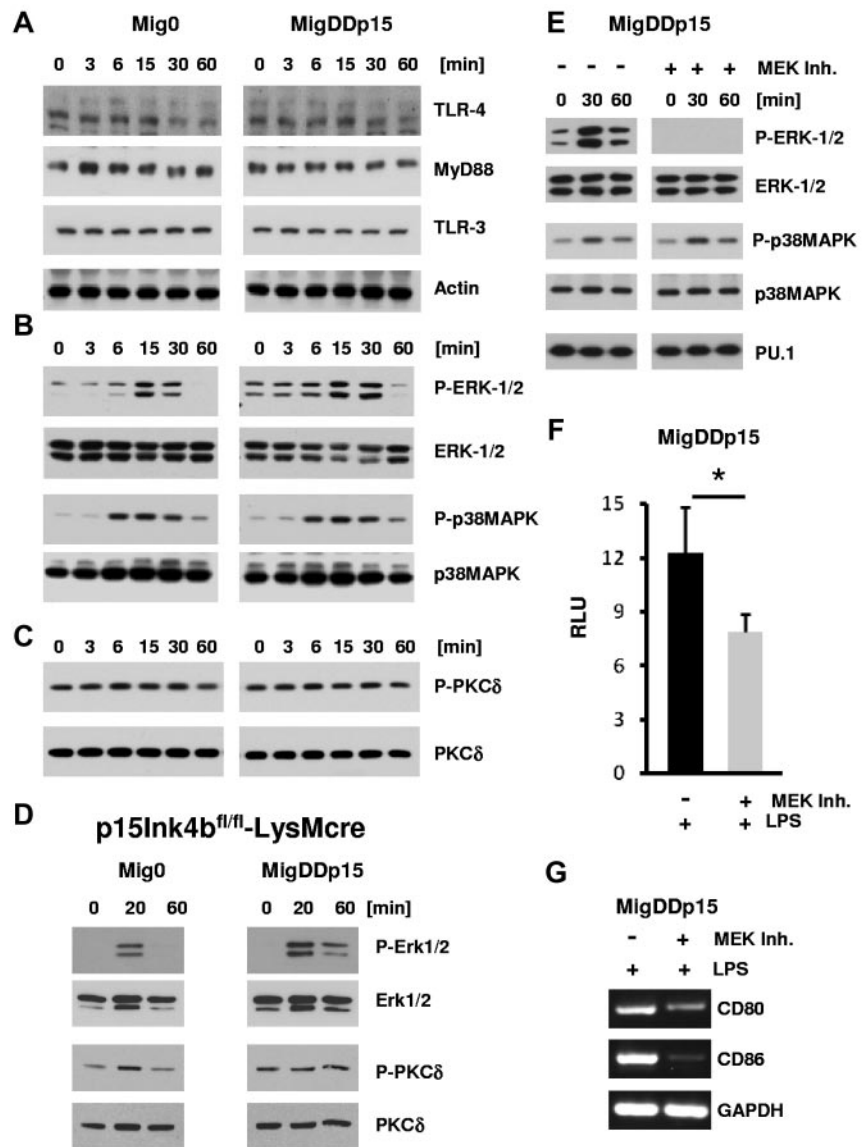 A
Mig0 MigDDp15
0 3 6 15 30 60 0 3 6 15 30 60 [min]
TLR-4
MyD88
TLR-3
Actin
B
0 3 6 15 30 60 0 3 6 15 30 60 [min]
P-ERK-1/2
ERK-1/2
P-p38MAPK
p38MAPK
C
0 3 6 15 30 60 0 3 6 15 30 60 [min]
P-PKCδ
PKCδ
D
p15Ink4b^fl/fl-LysMcre
Mig0 MigDDp15
0 20 60 0 20 60 [min]
P-Erk1/2
Erk1/2
P-PKCδ
PKCδ
E
MigDDp15
- - - + + + MEK Inh.
0 30 60 0 30 60 [min]
P-ERK-1/2
ERK-1/2
P-p38MAPK
p38MAPK
PU.1
F
MigDDp15
*
15
12
9
6
3
0
RLU
- + MEK Inh.
+ + LPS
G
MigDDp15
- + MEK Inh.
+ + LPS
CD80
CD86
GAPDH